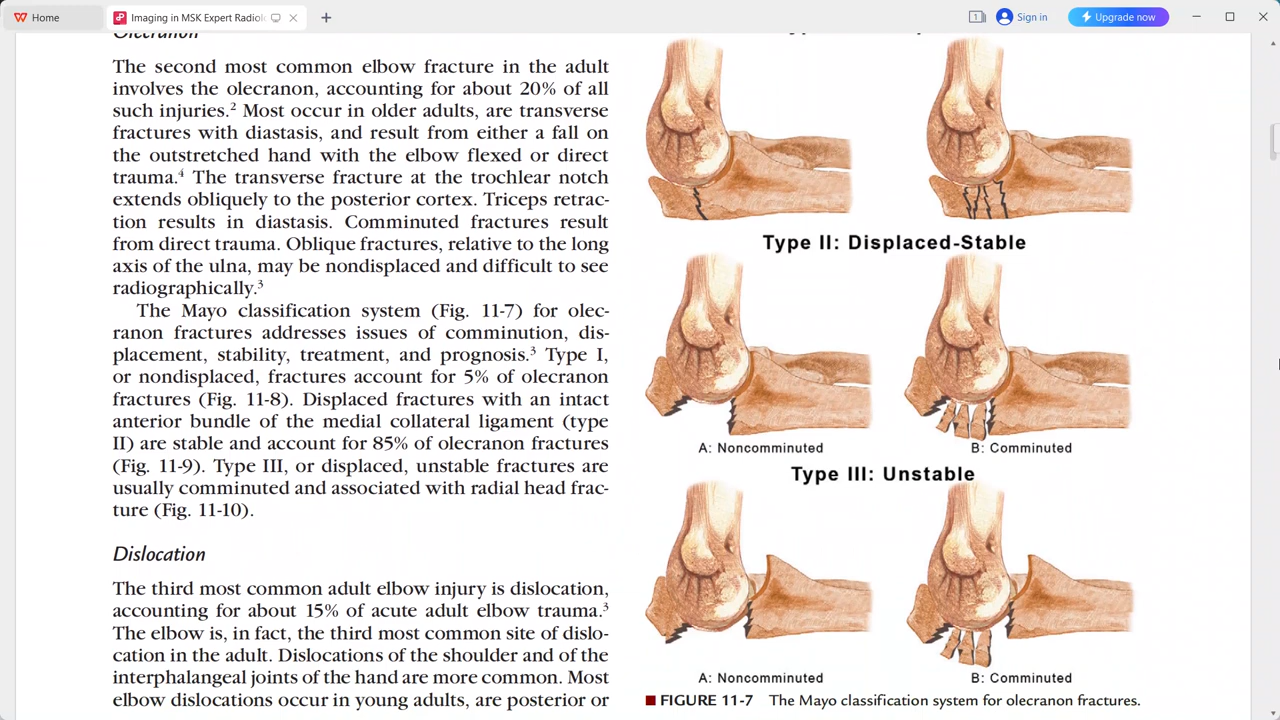 Home
Imaging in MSK Expert Radiol
1
Sign in
Upgrade now
Olecranon
The second most common elbow fracture in the adult
involves the olecranon, accounting for about 20% of all
such injuries.2 Most occur in older adults, are transverse
fractures with diastasis, and result from either a fall on
the outstretched hand with the elbow flexed or direct
trauma.4 The transverse fracture at the trochlear notch
extends obliquely to the posterior cortex. Triceps retrac-
tion results in diastasis. Comminuted fractures result
from direct trauma. Oblique fractures, relative to the long
axis of the ulna, may be nondisplaced and difficult to see
radiographically.3
The Mayo classification system (Fig. 11-7) for olec-
ranon fractures addresses issues of comminution, dis-
placement, stability, treatment, and prognosis.3 Type I,
or nondisplaced, fractures account for 5% of olecranon
fractures (Fig. 11-8). Displaced fractures with an intact
anterior bundle of the medial collateral ligament (type
II) are stable and account for 85% of olecranon fractures
(Fig. 11-9). Type III, or displaced, unstable fractures are
usually comminuted and associated with radial head frac-
ture (Fig. 11-10).
Dislocation
The third most common adult elbow injury is dislocation,
accounting for about 15% of acute adult elbow trauma.3
The elbow is, in fact, the third most common site of dislo-
cation in the adult. Dislocations of the shoulder and of the
interphalangeal joints of the hand are more common. Most
elbow dislocations occur in young adults, are posterior or
Type II: Displaced-Stable
A: Noncomminuted
B: Comminuted
Type III: Unstable
A: Noncomminuted
B: Comminuted
FIGURE 11-7 The Mayo classification system for olecranon fractures.